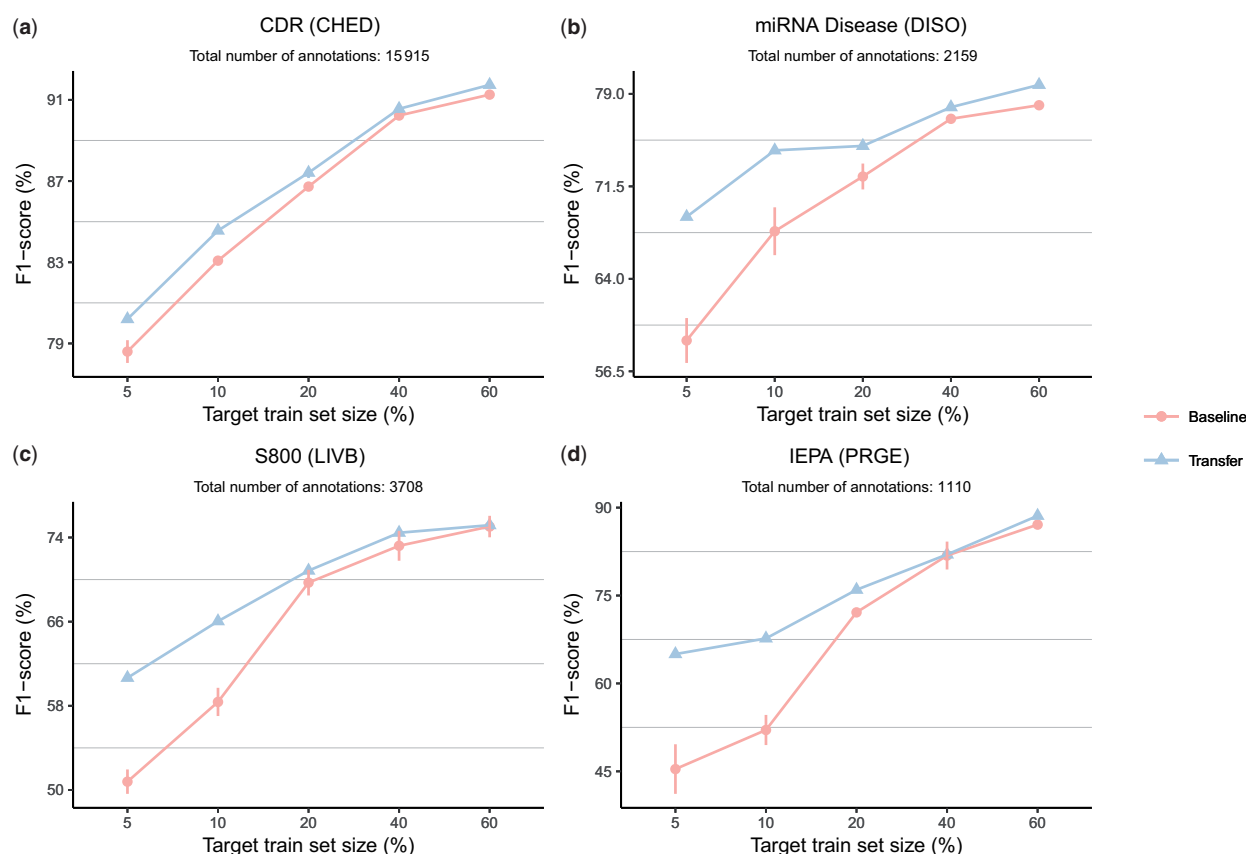 (a)
CDR (CHED)
Total number of annotations: 15 915
F1−score (%)
91
87
83
79
5 10 20 40 60
Target train set size (%)
(b)
miRNA Disease (DISO)
Total number of annotations: 2159
F1−score (%)
79.0
71.5
64.0
56.5
5 10 20 40 60
Target train set size (%)
Baseline
Transfer
(c)
S800 (LIVB)
Total number of annotations: 3708
F1−score (%)
74
66
58
50
5 10 20 40 60
Target train set size (%)
(d)
IEPA (PRGE)
Total number of annotations: 1110
F1−score (%)
90
75
60
45
5 10 20 40 60
Target train set size (%)